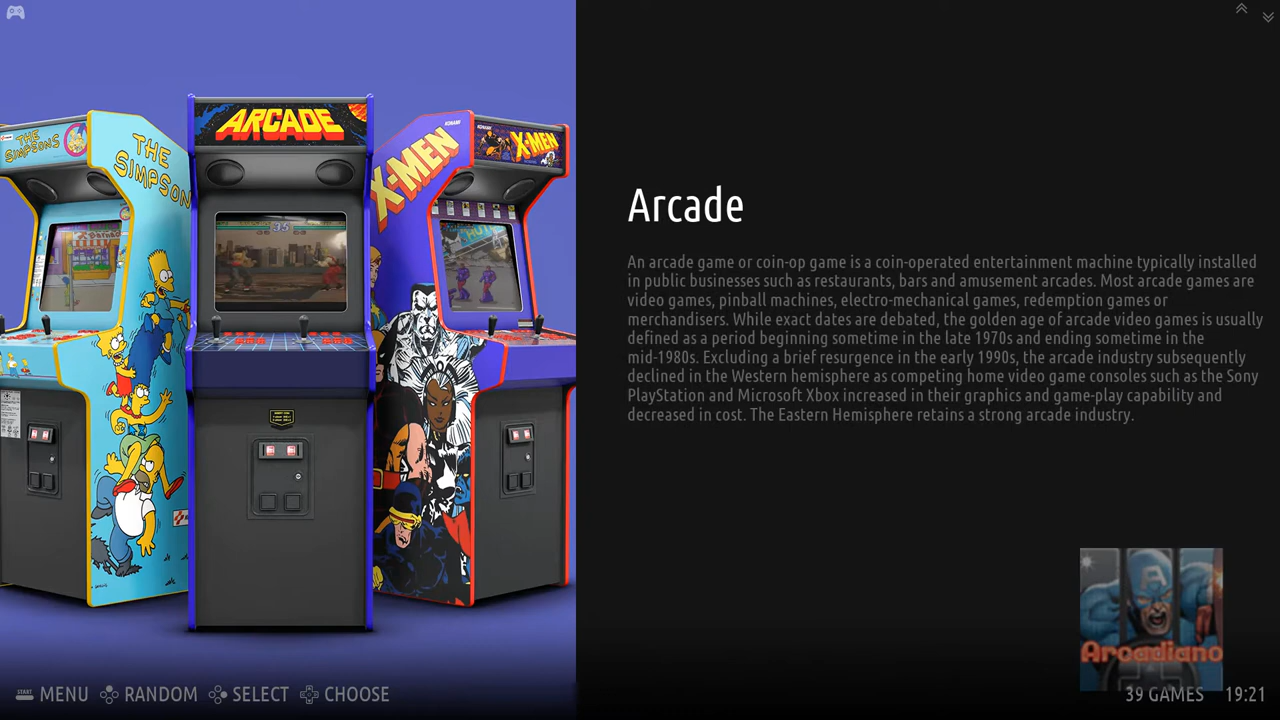 THE
SIMPSONS
THE
SIMPSON
ARCADE
35
X-MEN
KONAMI
X-MEN
Arcade
An arcade game or coin-op game is a coin-operated entertainment machine typically installed
in public businesses such as restaurants, bars and amusement arcades. Most arcade games are
video games, pinball machines, electro-mechanical games, redemption games or
merchandisers. While exact dates are debated, the golden age of arcade video games is usually
defined as a period beginning sometime in the late 1970s and ending sometime in the
mid-1980s. Excluding a brief resurgence in the early 1990s, the arcade industry subsequently
declined in the Western hemisphere as competing home video game consoles such as the Sony
PlayStation and Microsoft Xbox increased in their graphics and game-play capability and
decreased in cost. The Eastern Hemisphere retains a strong arcade industry.
A
Arcadiano
START MENU RANDOM SELECT CHOOSE
39 GAMES 19:21